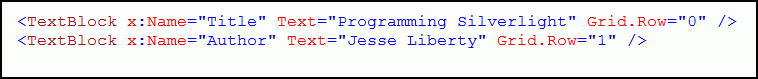 <TextBlock x:Name="Title" Text="Programming Silverlight" Grid.Row="0" />
<TextBlock x:Name="Author" Text="Jesse Liberty" Grid.Row="1" />